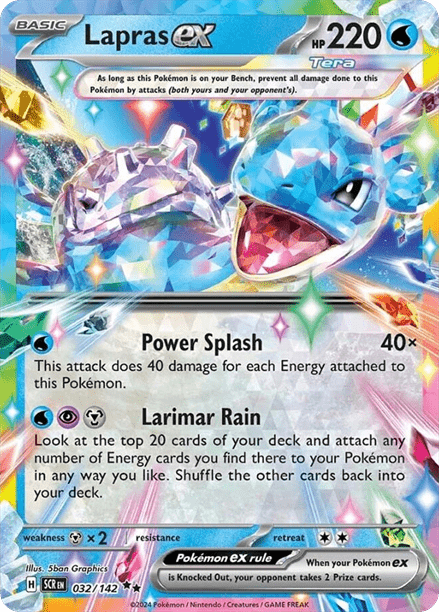 BASIC
Lapras ex
HP 220
Tera
As long as this Pokémon is on your Bench, prevent all damage done to this
Pokémon by attacks (both yours and your opponent's).
Power Splash 40×
This attack does 40 damage for each Energy attached to
this Pokémon.
Larimar Rain
Look at the top 20 cards of your deck and attach any
number of Energy cards you find there to your Pokémon
in any way you like. Shuffle the other cards back into
your deck.
weakness ×2 resistance retreat
Illus. 5ban Graphics
Pokémon ex rule When your Pokémon ex
is Knocked Out, your opponent takes 2 Prize cards.
H SCR EN 032/142
©2024 Pokémon / Nintendo / Creatures / GAME FREAK